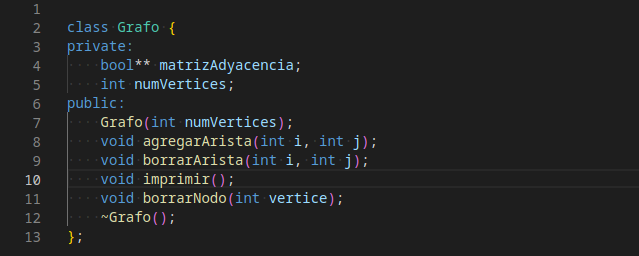 1
2 class Grafo {
3 private:
4     bool** matrizAdyacencia;
5     int numVertices;
6 public:
7     Grafo(int numVertices);
8     void agregarArista(int i, int j);
9     void borrarArista(int i, int j);
10     void imprimir();
11     void borrarNodo(int vertice);
12     ~Grafo();
13 };